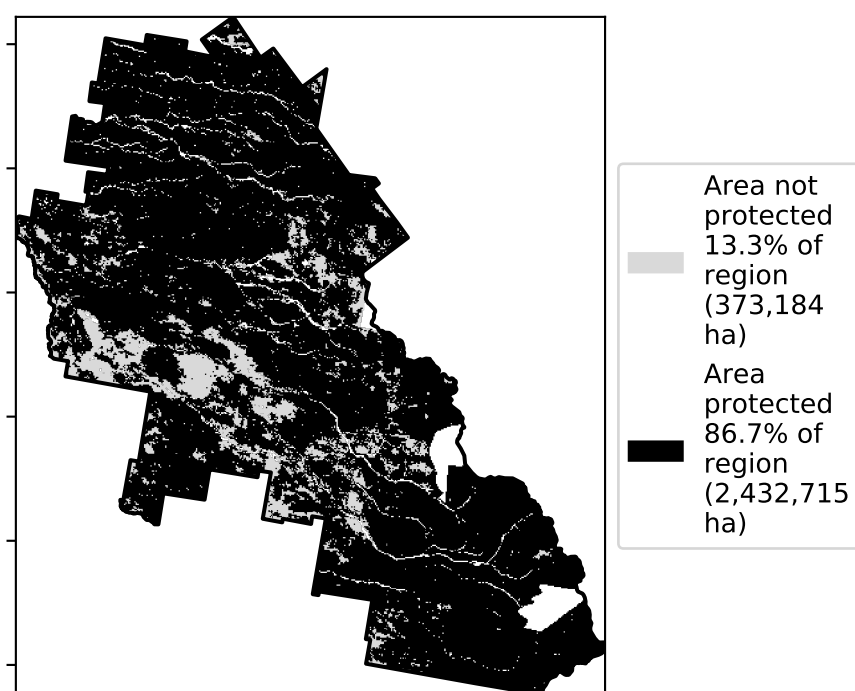 Area not
protected
13.3% of
region
(373,184
ha)
Area
protected
86.7% of
region
(2,432,715
ha)